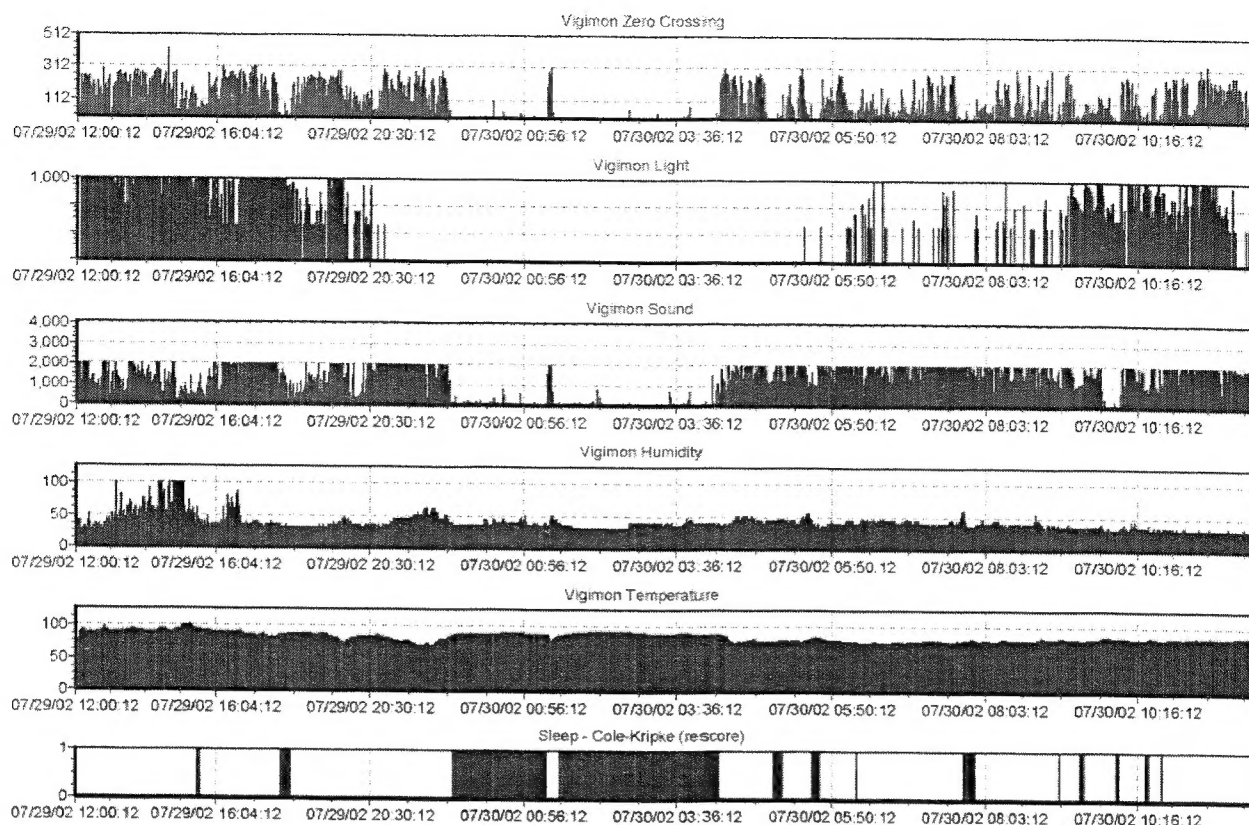 Vigimon Zero Crossing
512
312
112
07/29/02 12:00:12 07/29/02 16:04:12 07/29/02 20:30:12 07/30/02 00:56:12 07/30/02 03:36:12 07/30/02 05:50:12 07/30/02 08:03:12 07/30/02 10:16:12
Vigimon Light
1,000
07/29/02 12:00:12 07/29/02 16:04:12 07/29/02 20:30:12 07/30/02 00:56:12 07/30/02 03:36:12 07/30/02 05:50:12 07/30/02 08:03:12 07/30/02 10:16:12
Vigimon Sound
4,000
3,000
2,000
1,000
0
07/29/02 12:00:12 07/29/02 16:04:12 07/29/02 20:30:12 07/30/02 00:56:12 07/30/02 03:36:12 07/30/02 05:50:12 07/30/02 08:03:12 07/30/02 10:16:12
Vigimon Humidity
100
50
0
07/29/02 12:00:12 07/29/02 16:04:12 07/29/02 20:30:12 07/30/02 00:56:12 07/30/02 03:36:12 07/30/02 05:50:12 07/30/02 08:03:12 07/30/02 10:16:12
Vigimon Temperature
100
50
0
07/29/02 12:00:12 07/29/02 16:04:12 07/29/02 20:30:12 07/30/02 00:56:12 07/30/02 03:36:12 07/30/02 05:50:12 07/30/02 08:03:12 07/30/02 10:16:12
Sleep - Cole-Kripke (rescore)
1
0
07/29/02 12:00:12 07/29/02 16:04:12 07/29/02 20:30:12 07/30/02 00:56:12 07/30/02 03:36:12 07/30/02 05:50:12 07/30/02 08:03:12 07/30/02 10:16:12